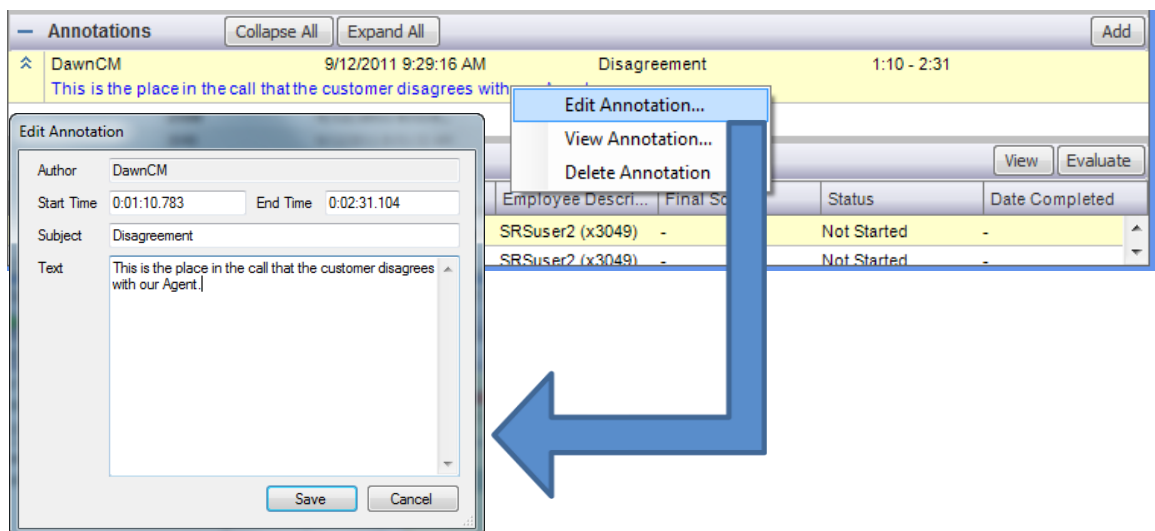 Annotations Collapse All Expand All Add
DawnCM 9/12/2011 9:29:16 AM Disagreement 1:10 - 2:31
This is the place in the call that the customer disagrees with
Edit Annotation...
View Annotation...
Delete Annotation
View Evaluate
Employee Descri... Final Sc Status Date Completed
SRSuser2 (x3049) - Not Started -
SRSuser2 (x3049) - Not Started -
Edit Annotation
Author DawnCM
Start Time 0:01:10.783 End Time 0:02:31.104
Subject Disagreement
Text This is the place in the call that the customer disagrees
with our Agent.
Save Cancel